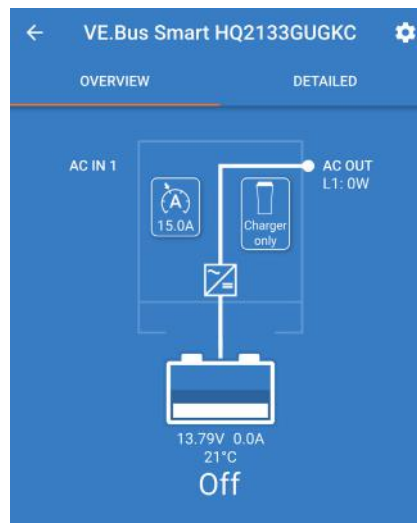 VE.Bus Smart HQ2133GUGKC
OVERVIEW DETAILED
AC IN 1
AC OUT
L1: 0W
A
15.0A
Charger
only
13.79V 0.0A
21°C
Off